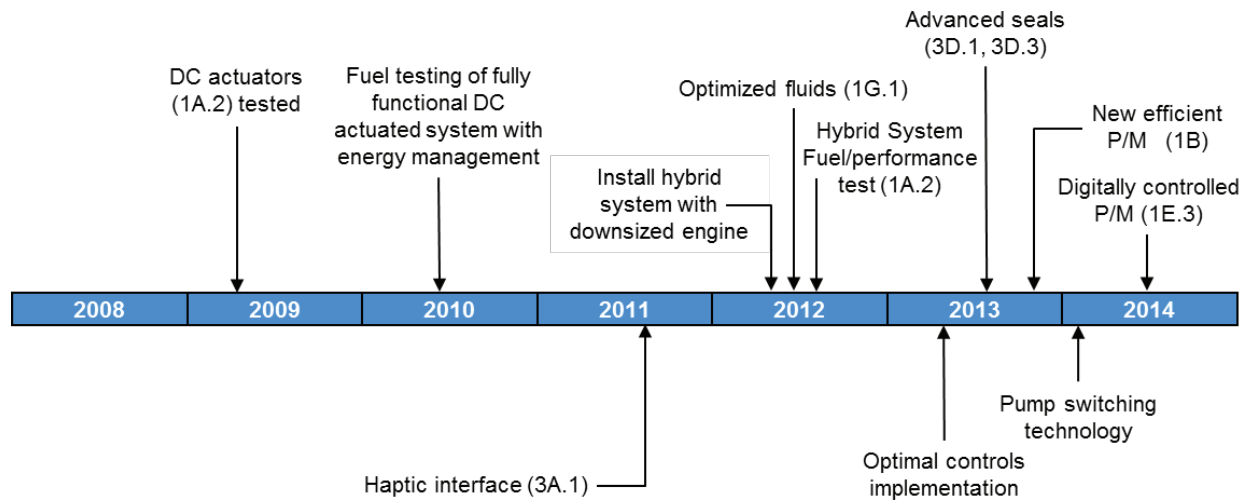 Advanced seals
(3D.1, 3D.3)
DC actuators
(1A.2) tested
Fuel testing of fully
functional DC
actuated system with
energy management
Optimized fluids (1G.1)
Hybrid System
Fuel/performance
test (1A.2)
Install hybrid
system with
downsized engine
New efficient
P/M (1B)
Digitally controlled
P/M (1E.3)
2008 2009 2010 2011 2012 2013 2014
Haptic interface (3A.1)
Optimal controls
implementation
Pump switching
technology